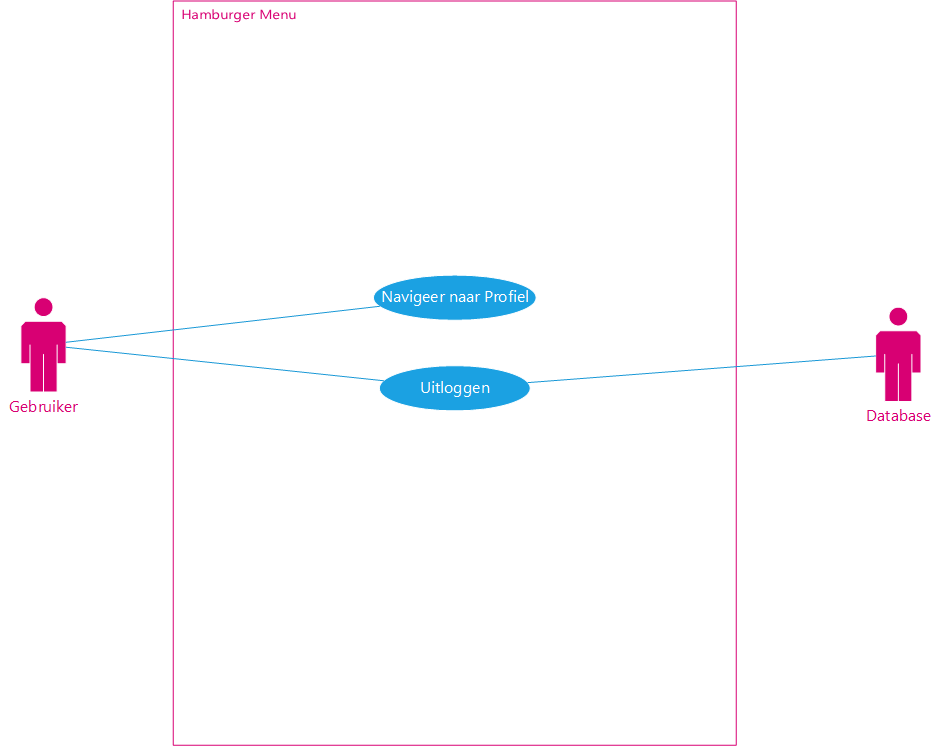 Hamburger Menu
Navigeer naar Profiel
Gebruiker
Uitloggen
Database